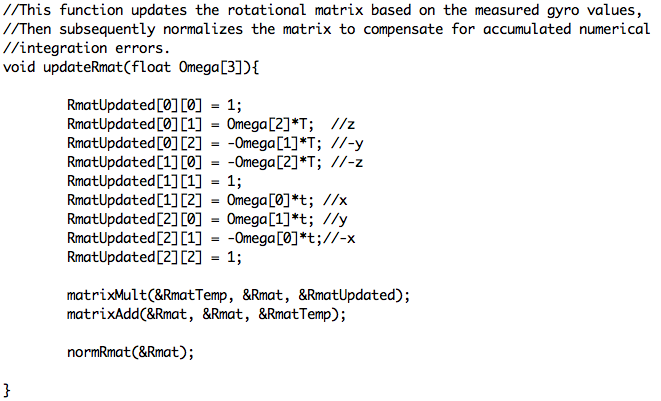 //This function updates the rotational matrix based on the measured gyro values,
//Then subsequently normalizes the matrix to compensate for accumulated numerical
//integration errors.
void updateRmat(float Omega[3]){
RmatUpdated[0][0] = 1;
RmatUpdated[0][1] = Omega[2]*T;  //z
RmatUpdated[0][2] = -Omega[1]*T; //-y
RmatUpdated[1][0] = -Omega[2]*T; //-z
RmatUpdated[1][1] = 1;
RmatUpdated[1][2] = Omega[0]*t; //x
RmatUpdated[2][0] = Omega[1]*t; //y
RmatUpdated[2][1] = -Omega[0]*t;//-x
RmatUpdated[2][2] = 1;
matrixMult(&RmatTemp, &Rmat, &RmatUpdated);
matrixAdd(&Rmat, &Rmat, &RmatTemp);
normRmat(&Rmat);
}